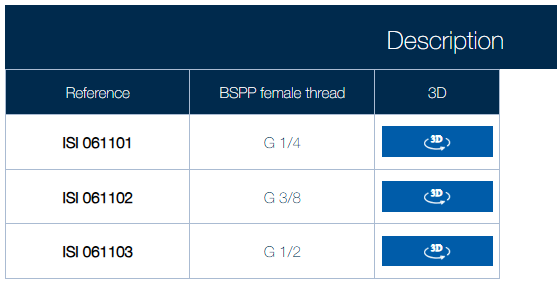 Description
Reference BSPP female thread 3D
ISI 061101 G 1/4 3D
ISI 061102 G 3/8 3D
ISI 061103 G 1/2 3D